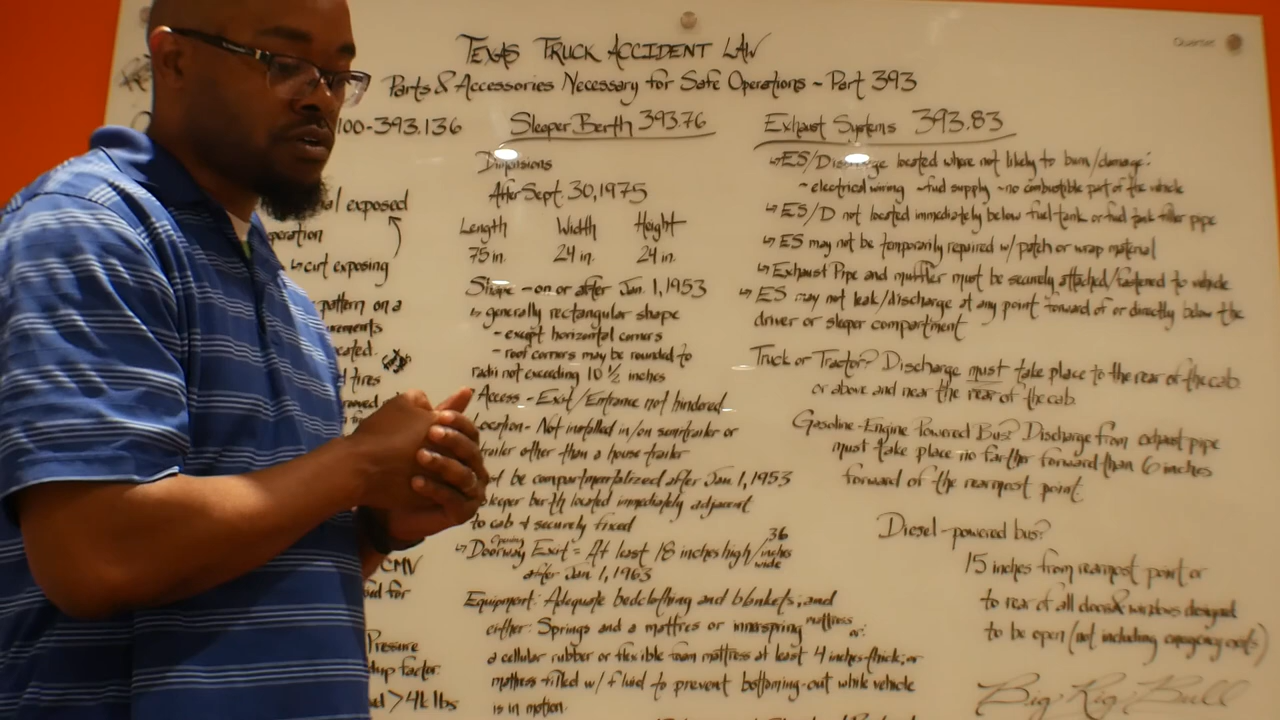 TEXAS TRUCK ACCIDENT LAW
Parts & Accessories Necessary for Safe Operations ~ Part 393
100-393.136
exposed
peration
↳ cut exposing
pattern on a
tires
CMV
for
Presure
factor:
>4k lbs
Sleeper Berth 393.76
Dimensions
After Sept. 30, 1975
Length Width Height
75 in. 24 in. 24 in.
Shape - on or after Jan. 1, 1953
↳ generally rectangular shape
- except horizontal corners
- roof corners may be rounded to
radii not exceeding 10 1/2 inches
Access - Exit/Entrance not hindered
Location - Not installed in/on semitrailer or
trailer other than a house trailer
be compartmentalized after Jan. 1, 1953
sleeper berth located immediately adjacent
to cab & securely fixed
↳ Doorway Opening Exit = At least 18 inches high/36 inches wide
after Jan 1, 1963
Equipment: Adequate bedclothing and blankets; and
either: Springs and a mattres or innerspring mattress or:
a cellular rubber or flexible foam mattress at least 4 inches thick; or
mattress filled w/ fluid to prevent bottoming-out while vehicle
is in motion.
Exhaust Systems 393.83
↳ ES/Discharge located where not likely to burn/damage:
~ electrical wiring ~ fuel supply ~ no combustible part of the vehicle
↳ ES/D not located immediately below fuel tank or fuel tank filler pipe
↳ ES may not be temporarily repaired w/ patch or wrap material
↳ Exhaust Pipe and muffler must be securely attached/fastened to vehicle
↳ ES may not leak/discharge at any point forward of or directly below the
driver or sleeper compartment
Truck or Tractor? Discharge must take place to the rear of the cab
or above and near the rear of the cab.
Gasoline-Engine Powered Bus? Discharge from exhaust pipe
must take place no farther forward than 6 inches
forward of the rearmost point.
Diesel-powered bus?
15 inches from rearmost point or
to rear of all doors & windows designed
to be open (not including emergency exits)
Big Rig Bull
Quartet